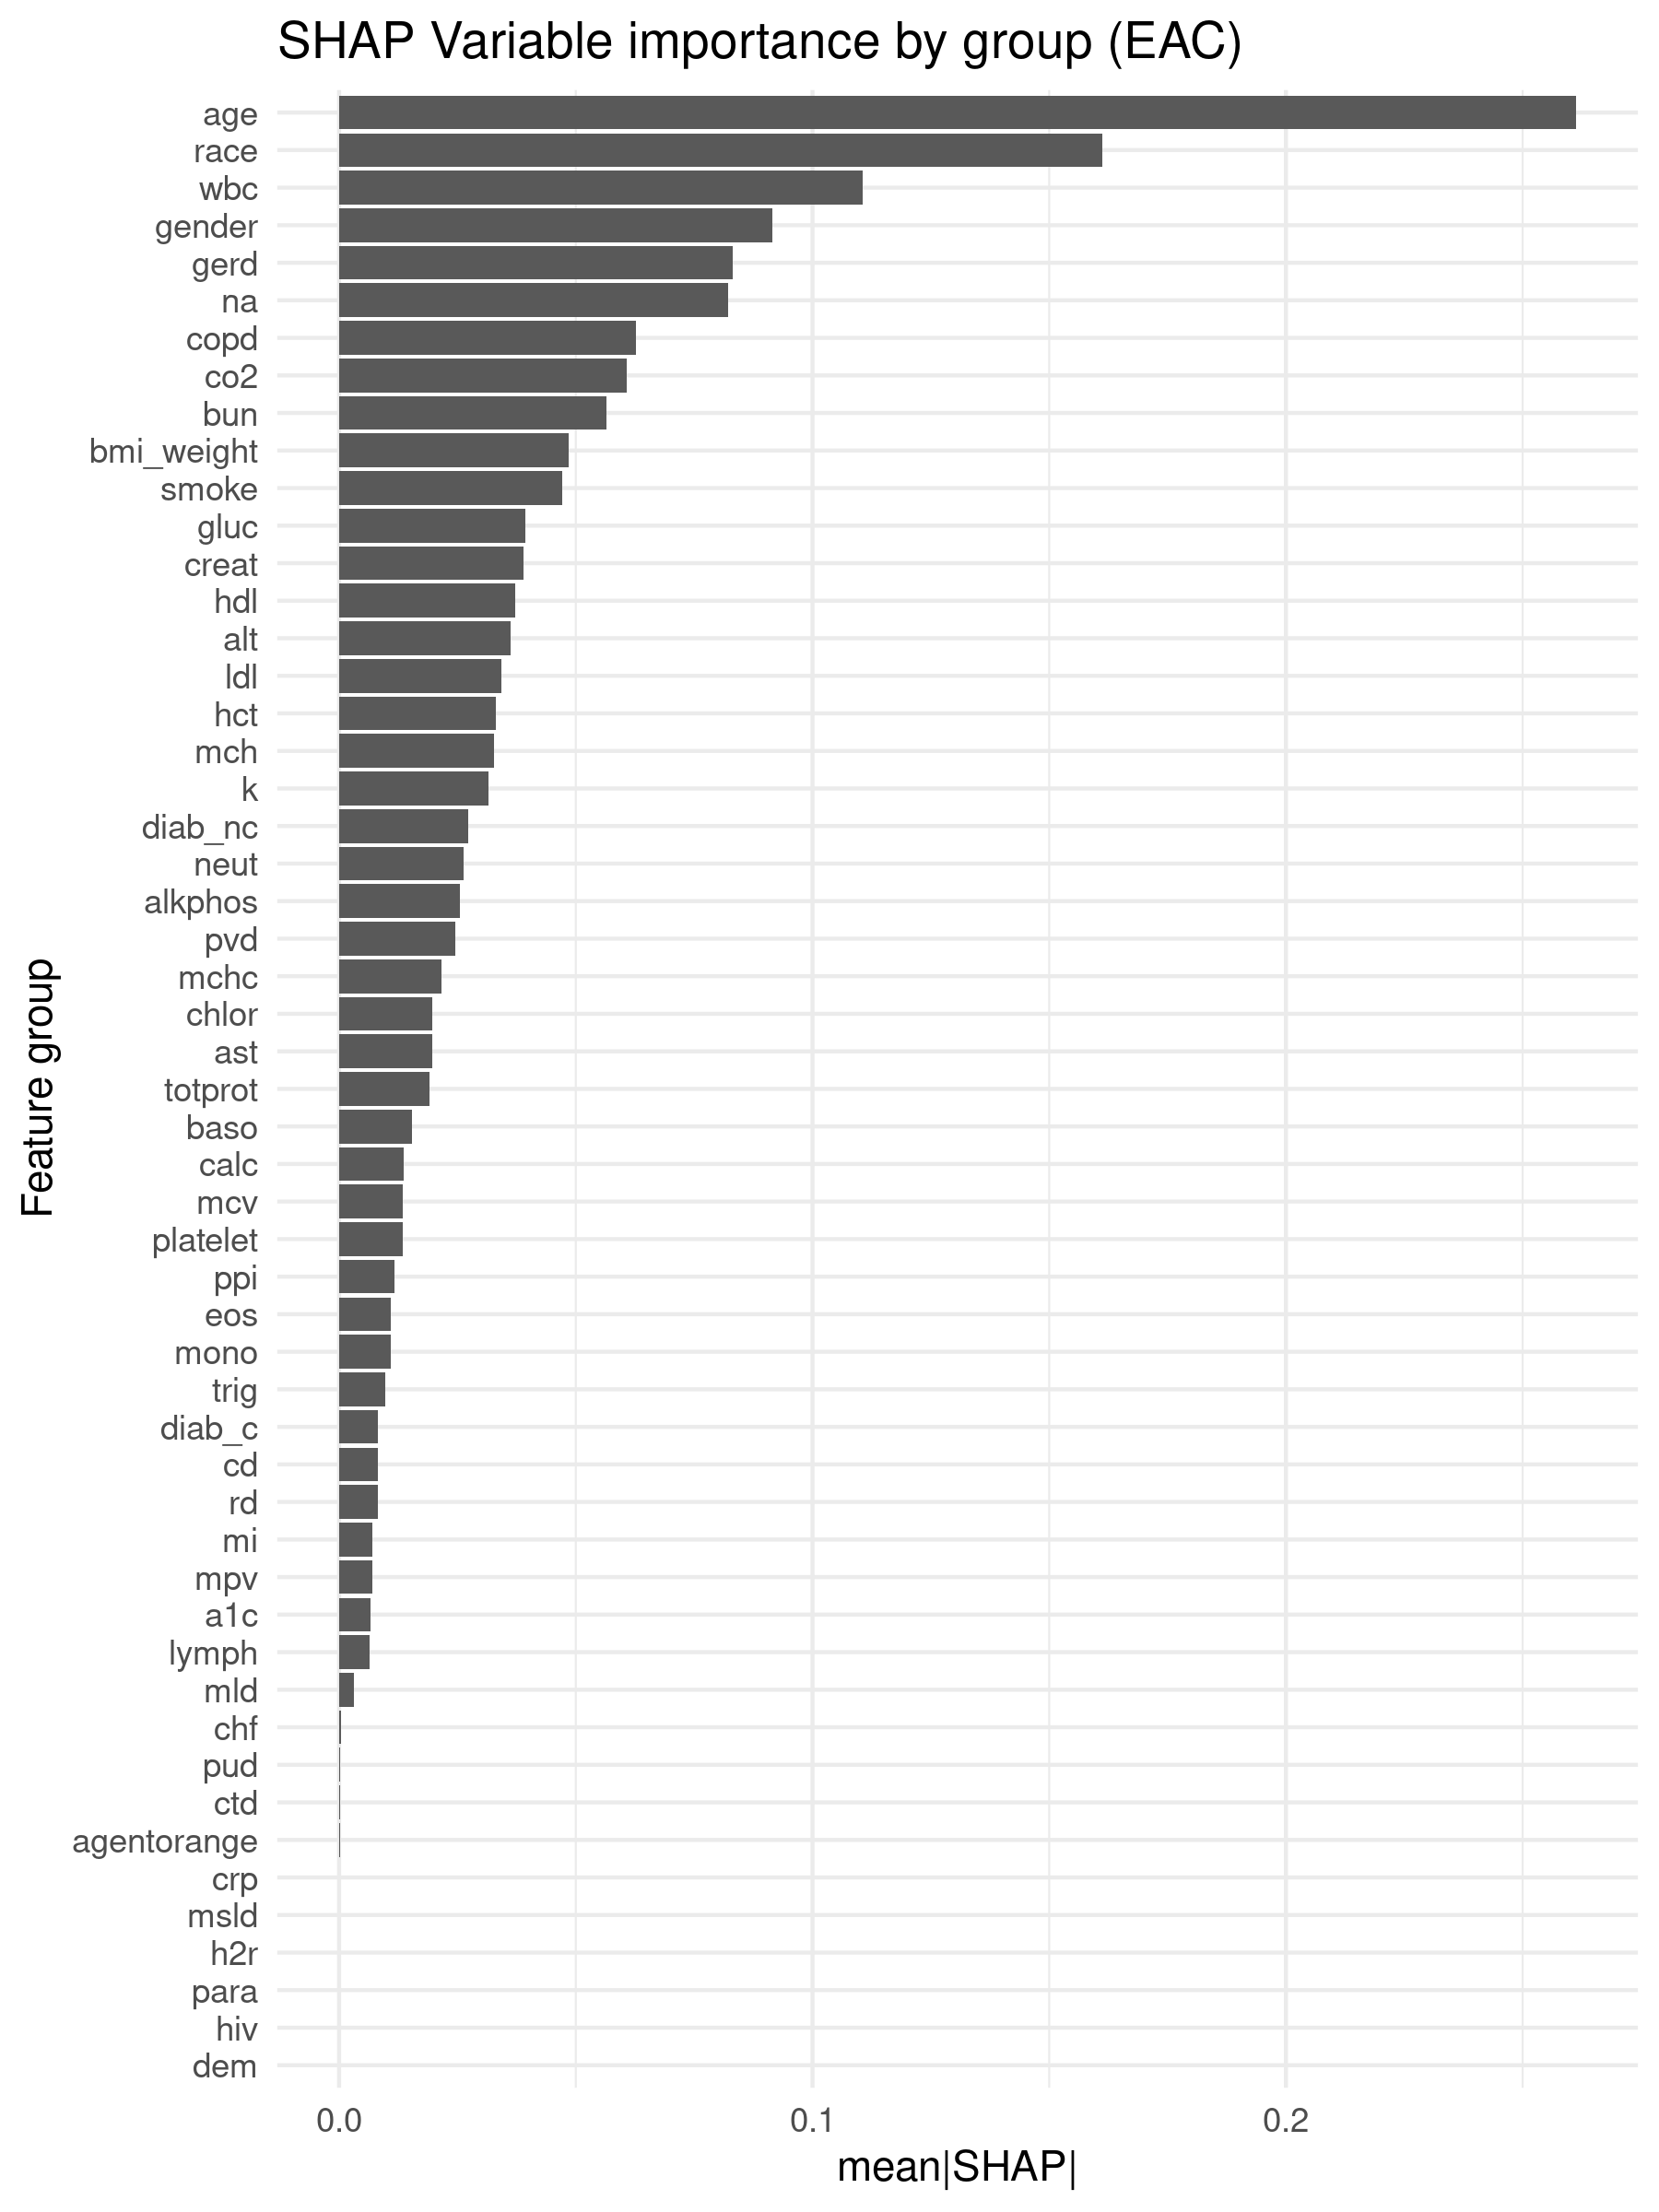 SHAP Variable importance by group (EAC)
age
race
wbc
gender
gerd
na
copd
co2
bun
bmi_weight
smoke
gluc
creat
hdl
alt
ldl
hct
mch
k
diab_nc
neut
alkphos
pvd
mchc
chlor
ast
totprot
baso
calc
mcv
platelet
ppi
eos
mono
trig
diab_c
cd
rd
mi
mpv
a1c
lymph
mld
chf
pud
ctd
agentorange
crp
msld
h2r
para
hiv
dem
Feature group
0.0
0.1
0.2
mean|SHAP|